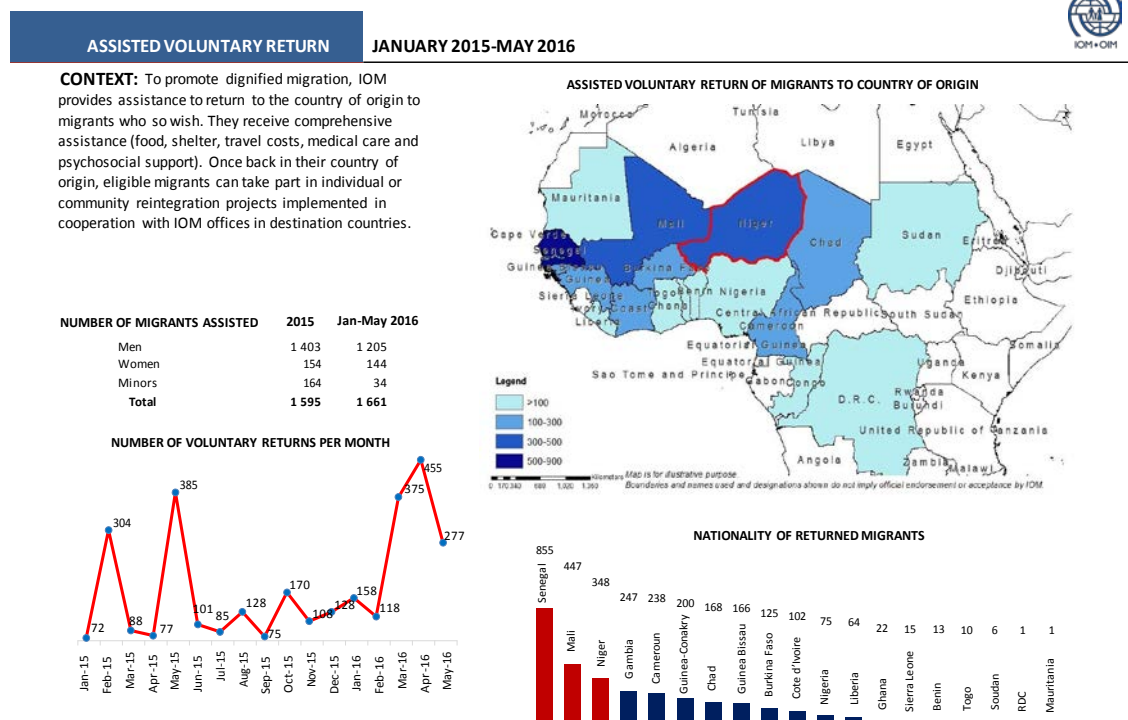 ASSISTED VOLUNTARY RETURN JANUARY 2015-MAY 2016
IOM•OIM
CONTEXT: To promote dignified migration, IOM
provides assistance to return to the country of origin to
migrants who so wish. They receive comprehensive
assistance (food, shelter, travel costs, medical care and
psychosocial support). Once back in their country of
origin, eligible migrants can take part in individual or
community reintegration projects implemented in
cooperation with IOM offices in destination countries.
NUMBER OF MIGRANTS ASSISTED 2015 Jan-May 2016
Men 1 403 1 205
Women 154 144
Minors 164 34
Total 1 595 1 661
NUMBER OF VOLUNTARY RETURNS PER MONTH
72
304
88
77
385
101
85
128
75
170
108
128
158
118
375
455
277
Jan-15
Feb-15
Mar-15
Apr-15
May-15
Jun-15
Jul-15
Aug-15
Sep-15
Oct-15
Nov-15
Dec-15
Jan-16
Feb-16
Mar-16
Apr-16
May-16
ASSISTED VOLUNTARY RETURN OF MIGRANTS TO COUNTRY OF ORIGIN
Morocco
Tunisia
Algeria
Libya
Egypt
Mauritania
Mali
Niger
Chad
Sudan
Eritrea
Cape Verde
Senegal
Guinea Bissau
Guinea
Burkina Faso
Djibouti
Sierra Leone
Togo
Benin
Nigeria
Ivory Coast
Ghana
Liberia
Central African Republic
South Sudan
Ethiopia
Cameroon
Equatorial Guinea
Somalia
Equatorial Guinea
Uganda
Sao Tome and Principe
Gabon
Congo
Kenya
D.R.C.
Rwanda
Burundi
United Republic of Tanzania
Angola
Zambia
Malawi
Legend
>100
100-300
300-500
500-900
0 170 340 680 1,020 1,360
Kilometers
Map is for illustrative purpose
Boundaries and names used and designations shown do not imply official endorsement or acceptance by IOM.
NATIONALITY OF RETURNED MIGRANTS
855
447
348
247
238
200
168
166
125
102
75
64
22
15
13
10
6
1
1
Senegal
Mali
Niger
Gambia
Cameroun
Guinea-Conakry
Chad
Guinea Bissau
Burkina Faso
Cote d'Ivoire
Nigeria
Liberia
Ghana
Sierra Leone
Benin
Togo
Soudan
RDC
Mauritania